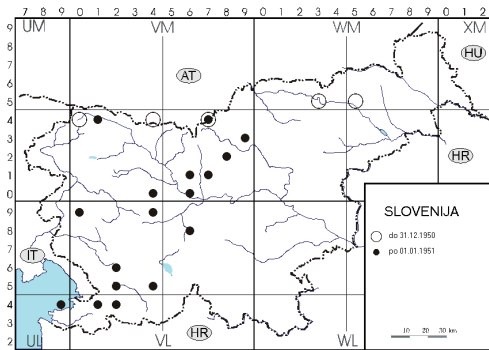 UM VM WM XM
9
8
7
6
5
4
3
2
1
0
9
8
7
6
5
4
3
2
AT
HU
HR
IT
HR
UL VL WL
7 8 9 0 1 2 3 4 5 6 7 8 9 0 1 2 3 4 5 6 7 8 9 0 1 2
SLOVENIJA
do 31.12.1950
po 01.01.1951
10 20 30 km